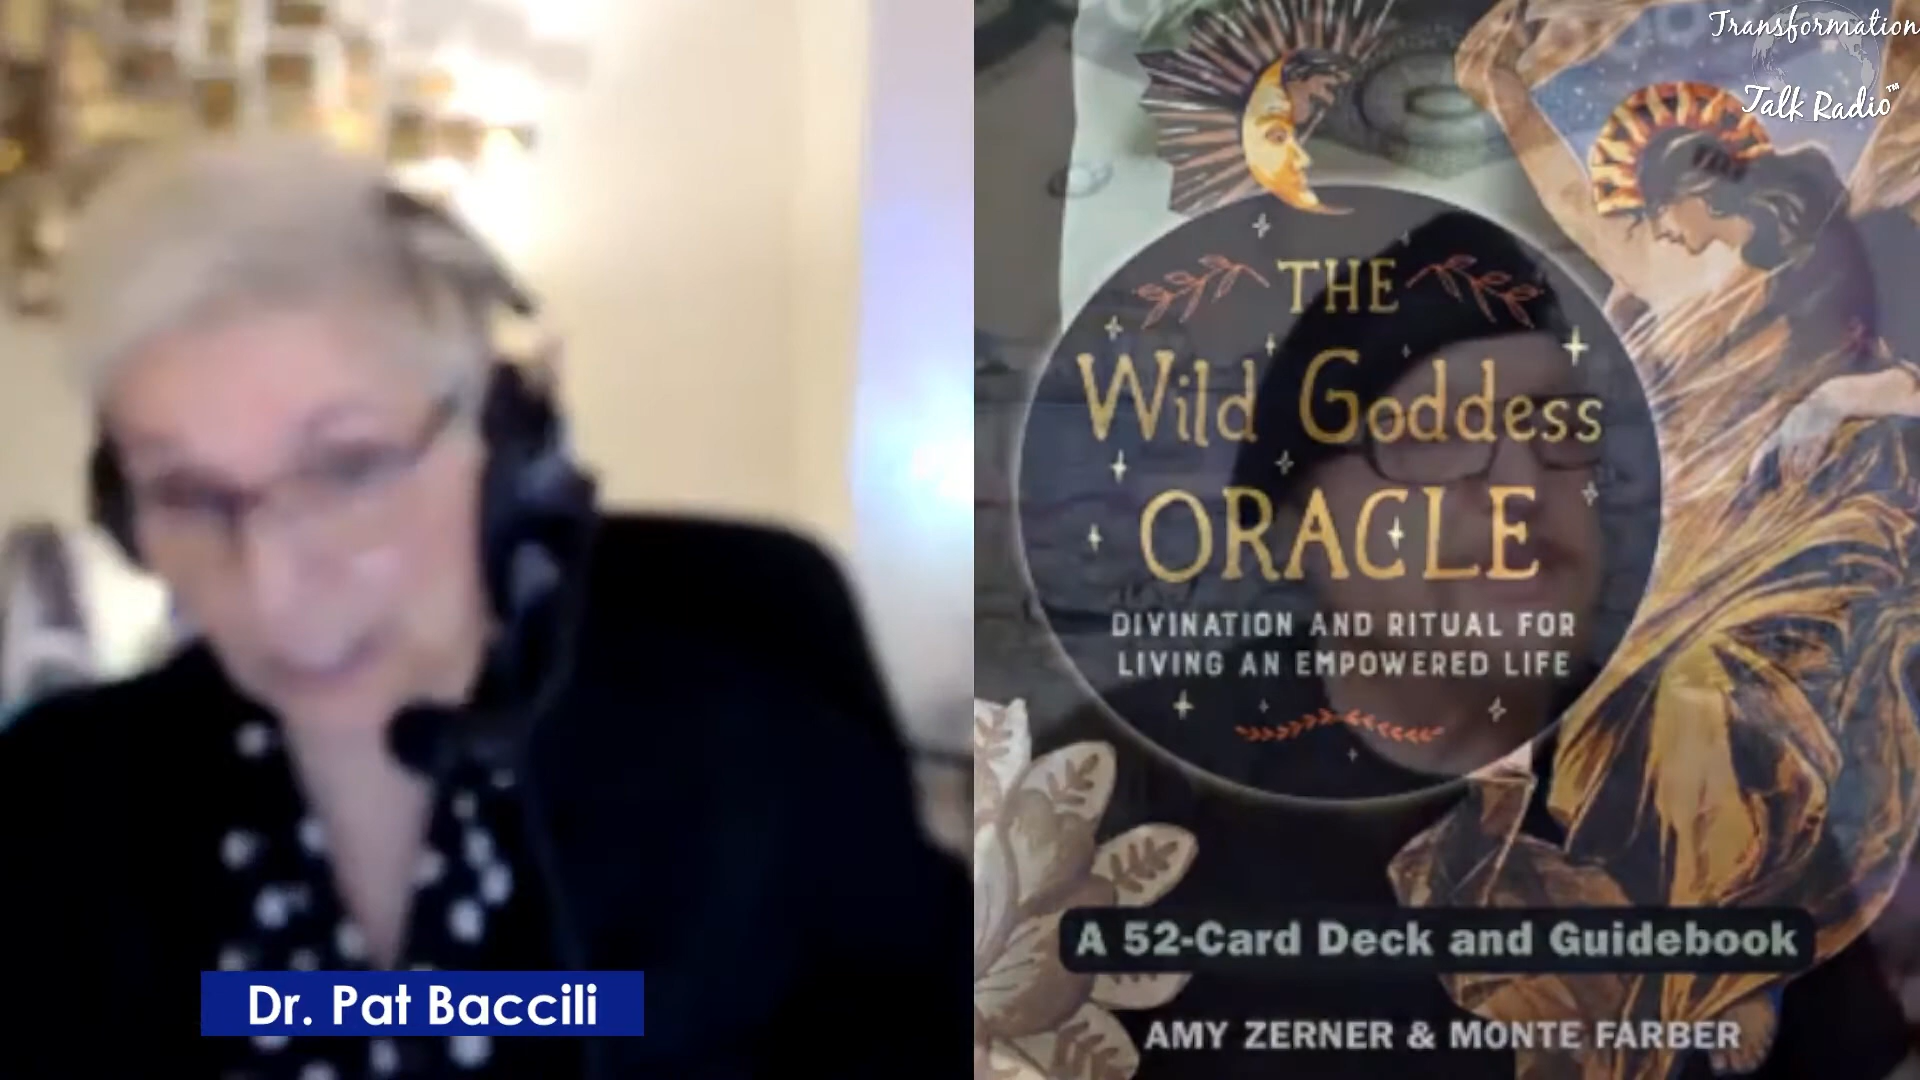 Transformation
Talk Radio™
THE
Wild Goddess
ORACLE
DIVINATION AND RITUAL FOR
LIVING AN EMPOWERED LIFE
A 52-Card Deck and Guidebook
AMY ZERNER & MONTE FARBER
Dr. Pat Baccili